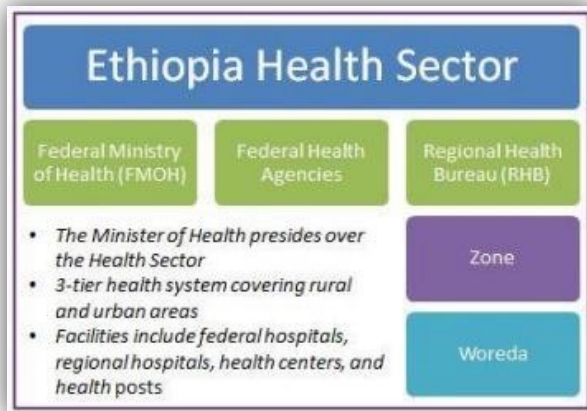 Ethiopia Health Sector
Federal Ministry
of Health (FMOH)
Federal Health
Agencies
Regional Health
Bureau (RHB)
• The Minister of Health presides over
the Health Sector
• 3-tier health system covering rural
and urban areas
• Facilities include federal hospitals,
regional hospitals, health centers, and
health posts
Zone
Woreda